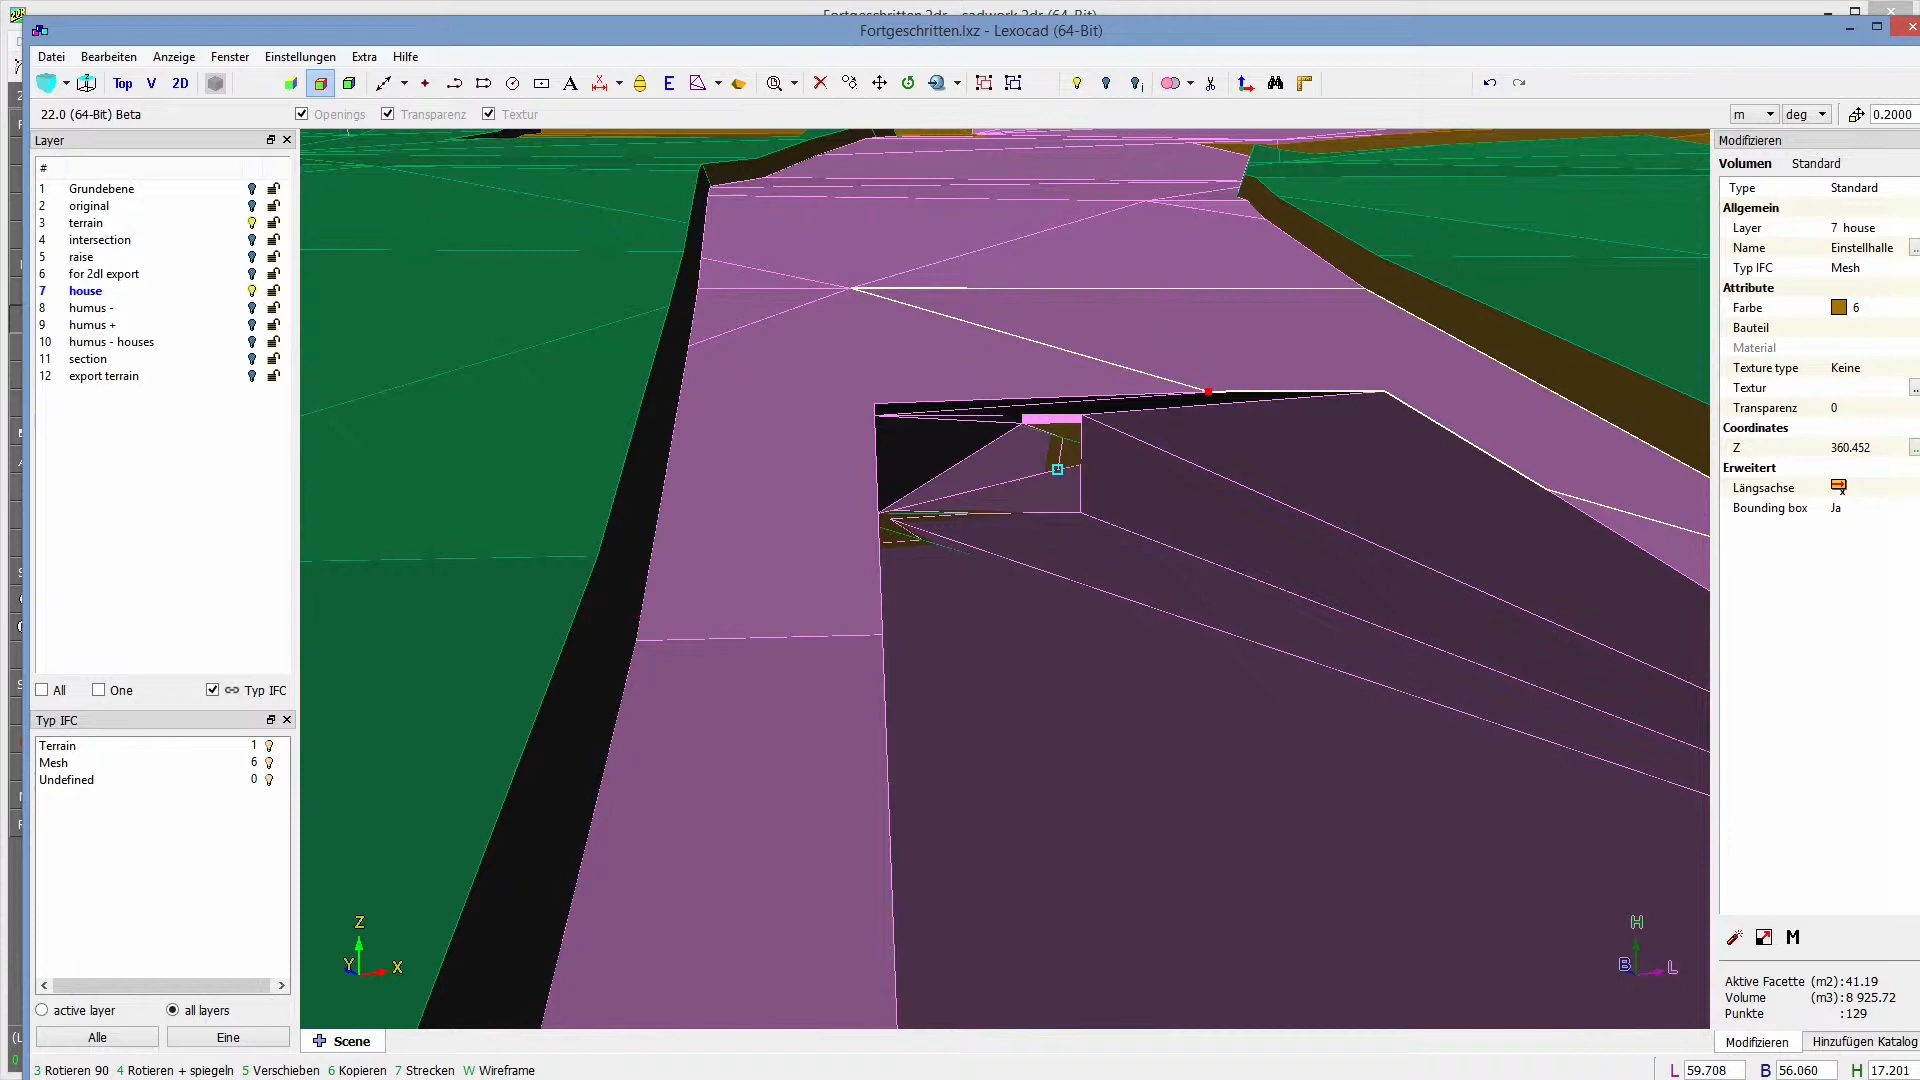 Fortgeschritten.lxz - Lexocad (64-Bit)
Datei Bearbeiten Anzeige Fenster Einstellungen Extra Hilfe
Top V 2D A E
22.0 (64-Bit) Beta Openings Transparenz Textur m deg 0.2000
Layer
#
1 Grundebene
2 original
3 terrain
4 intersection
5 raise
6 for 2dl export
7 house
8 humus -
9 humus +
10 humus - houses
11 section
12 export terrain
All One Typ IFC
Typ IFC
Terrain 1
Mesh 6
Undefined 0
active layer all layers
Alle Eine
Z
Y X
H
B L
Scene
Modifizieren
Volumen Standard
Type Standard
Allgemein
Layer 7 house
Name Einstellhalle
Typ IFC Mesh
Attribute
Farbe 6
Bauteil
Material
Texture type Keine
Textur
Transparenz 0
Coordinates
Z 360.452
Erweitert
Längsachse
Bounding box Ja
M
Aktive Facette (m2):41.19
Volume (m3):8 925.72
Punkte :129
Modifizieren Hinzufügen Katalog
3 Rotieren 90 4 Rotieren + spiegeln 5 Verschieben 6 Kopieren 7 Strecken W Wireframe
L 59.708 B 56.060 H 17.201